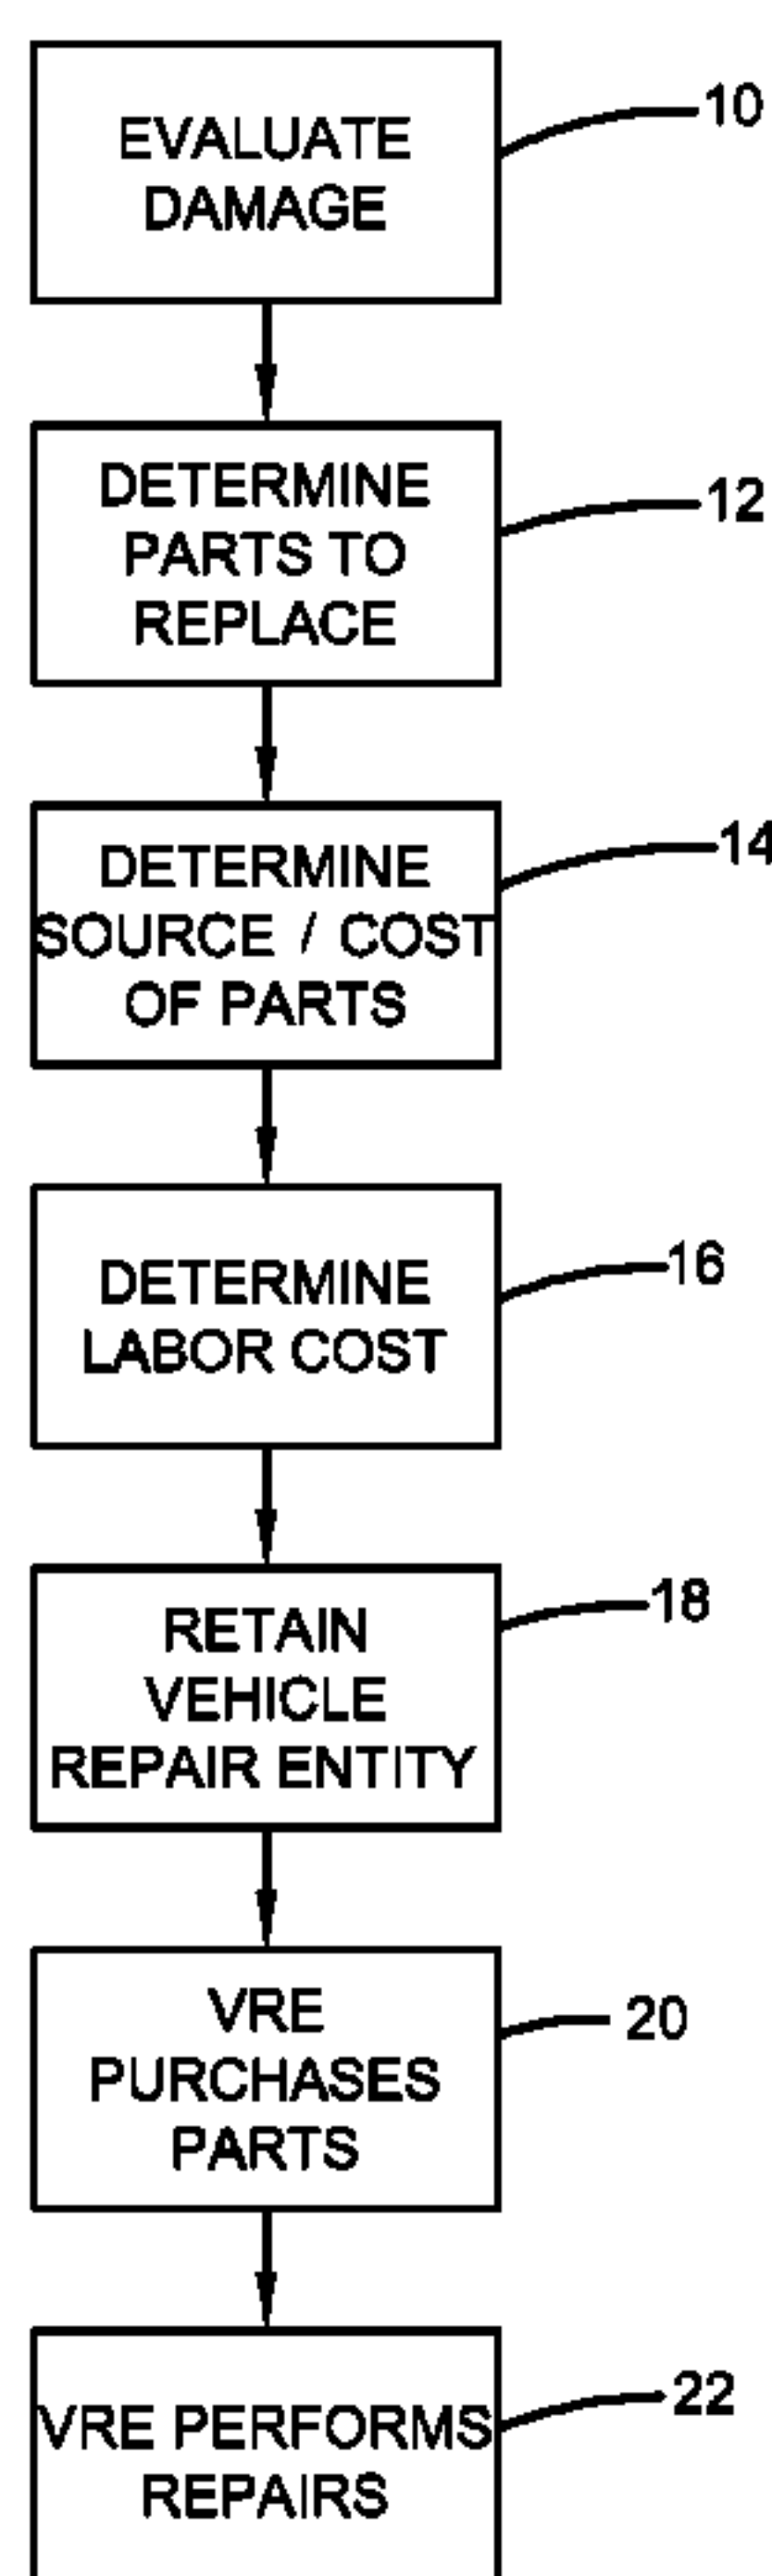 EVALUATE
DAMAGE
10
DETERMINE
PARTS TO
REPLACE
12
DETERMINE
SOURCE / COST
OF PARTS
14
DETERMINE
LABOR COST
16
RETAIN
VEHICLE
REPAIR ENTITY
18
VRE
PURCHASES
PARTS
20
VRE PERFORMS
REPAIRS
22